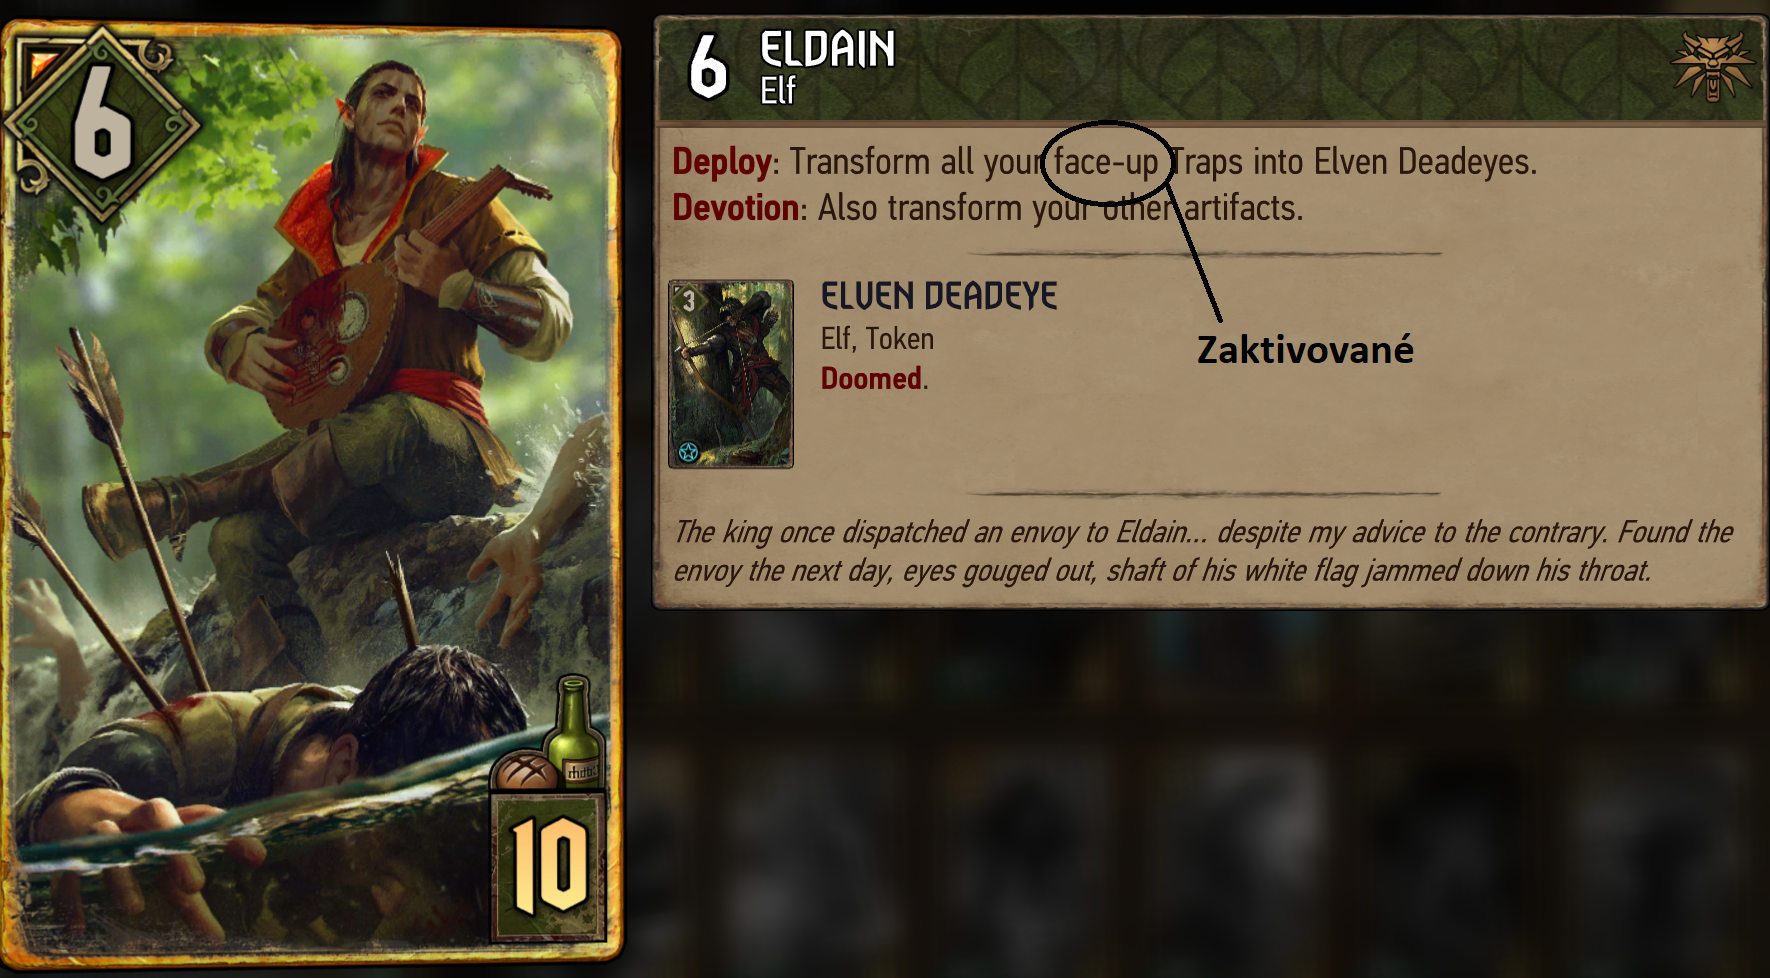 6
10
6 ELDAIN
Elf
Deploy: Transform all your face-up Traps into Elven Deadeyes.
Devotion: Also transform your other artifacts.
3
ELVEN DEADEYE
Elf, Token
Doomed.
Zaktivované
The king once dispatched an envoy to Eldain... despite my advice to the contrary. Found the
envoy the next day, eyes gouged out, shaft of his white flag jammed down his throat.